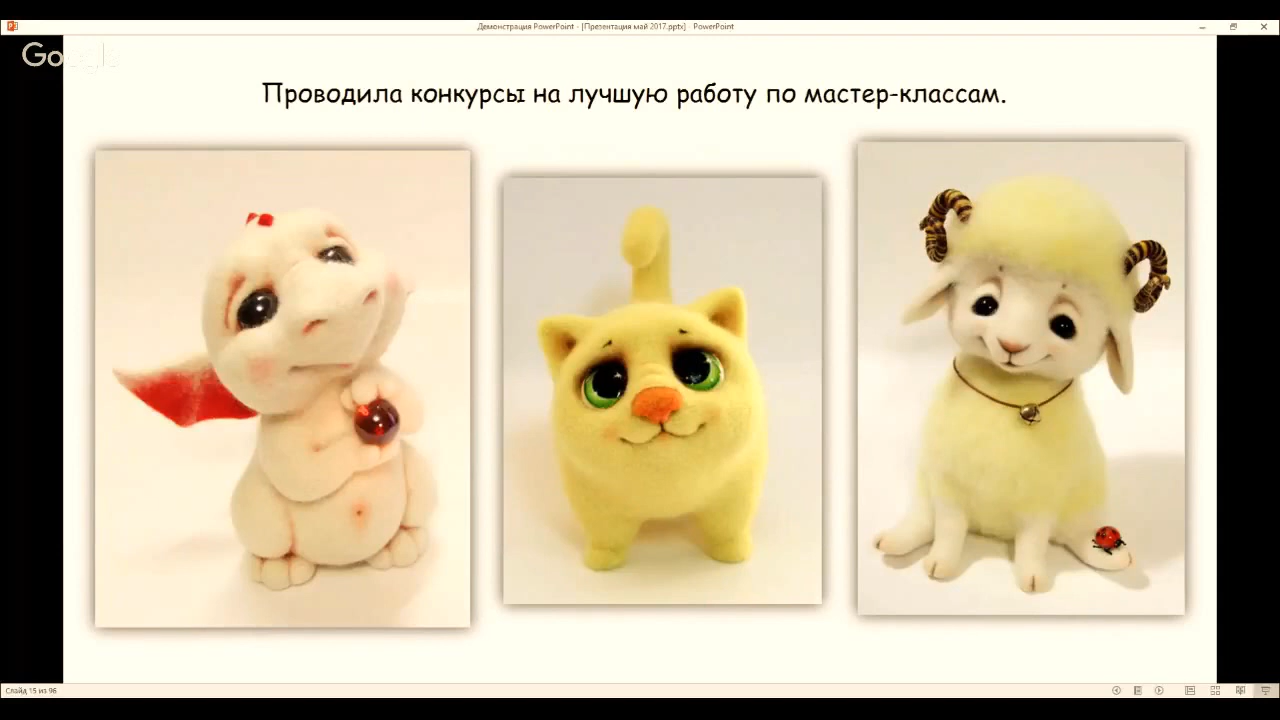 Демонстрация PowerPoint - [Презентация май 2017.pptx] - PowerPoint
Google
Проводила конкурсы на лучшую работу по мастер-классам.
Слайд 15 из 96